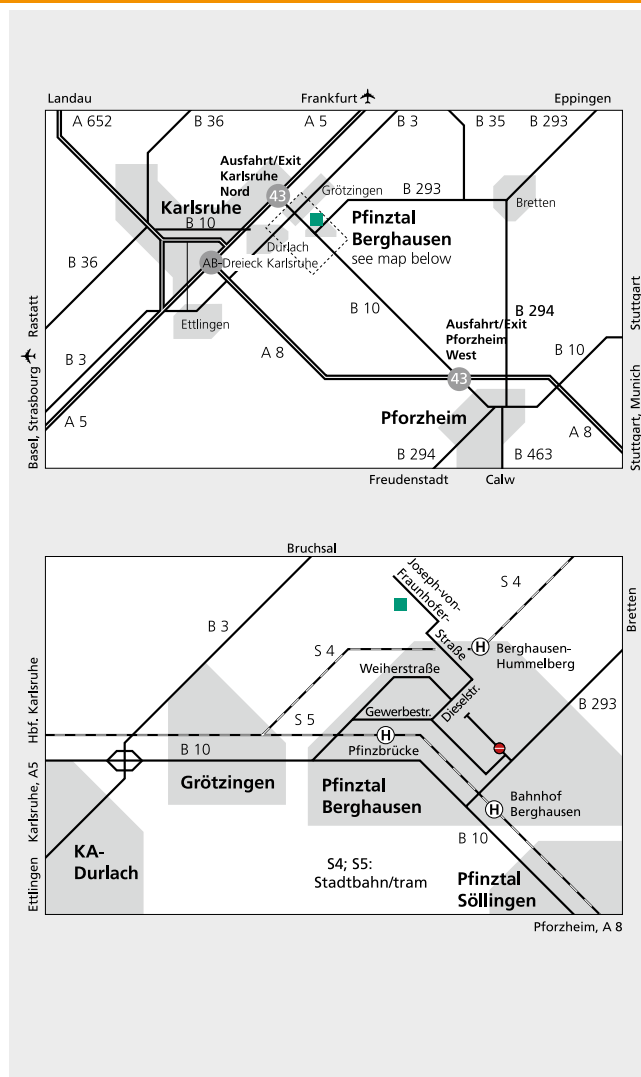 Landau
Frankfurt
Eppingen
A 652
B 36
A 5
B 3
B 35
B 293
Ausfahrt/Exit
Karlsruhe
Nord
43
Grötzingen
B 293
Karlsruhe
B 10
Pfinztal
Berghausen
see map below
Bretten
Durlach
AB-Dreieck Karlsruhe
B 36
Ettlingen
B 10
B 294
Ausfahrt/Exit
Pforzheim
West
43
B 10
B 3
A 8
A 5
Pforzheim
A 8
B 294
B 463
Rastatt
Basel, Strasbourg
Stuttgart
Stuttgart, Munich
Freudenstadt
Calw
Bruchsal
Joseph-von-
Fraunhofer-
Straße
S 4
B 3
S 4
Berghausen-
Hummelberg
Bretten
Weiherstraße
Dieselstr.
B 293
Gewerbestr.
S 5
Hbf. Karlsruhe
Pfinzbrücke
B 10
H
H
H
Grötzingen
Pfinztal
Berghausen
Bahnhof
Berghausen
Karlsruhe, A5
B 10
KA-
Durlach
S4; S5:
Stadtbahn/tram
Pfinztal
Söllingen
Ettlingen
Pforzheim, A 8